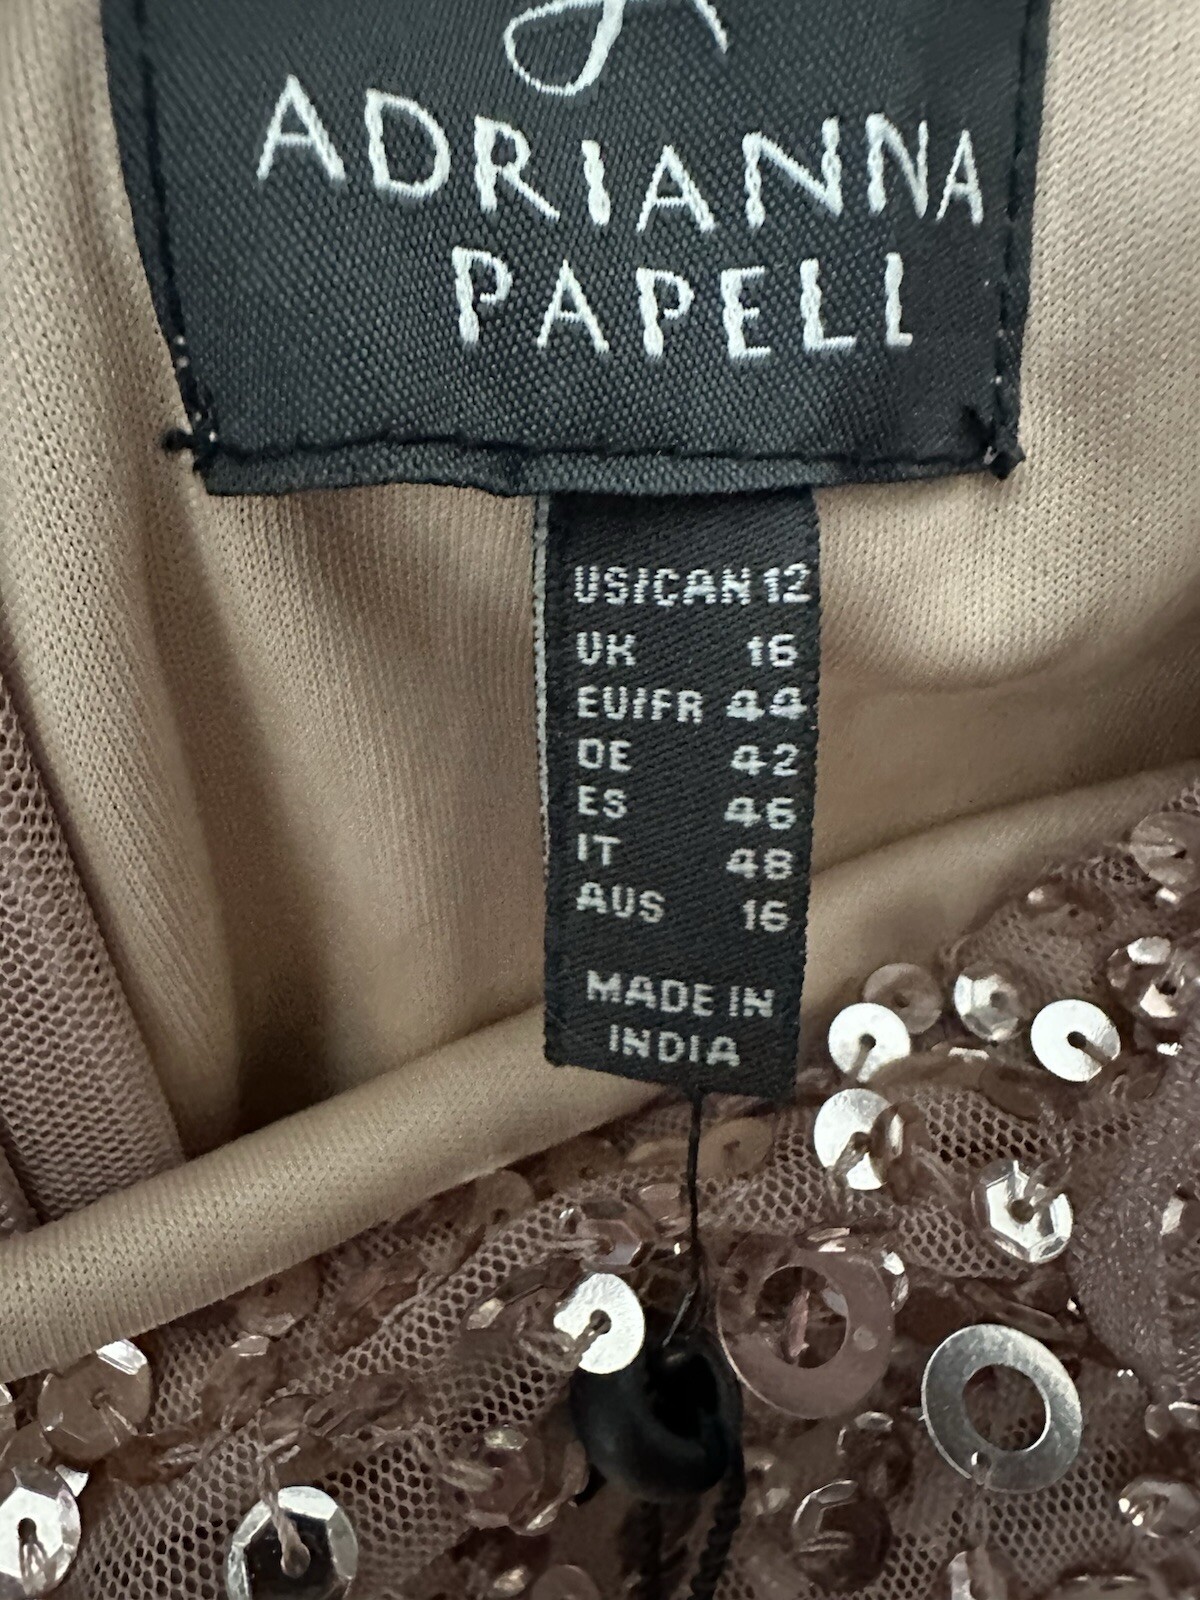 ADRIANNA
PAPELL
US/CAN 12
UK 16
EU/FR 44
DE 42
ES 46
IT 48
AUS 16
MADE IN
INDIA